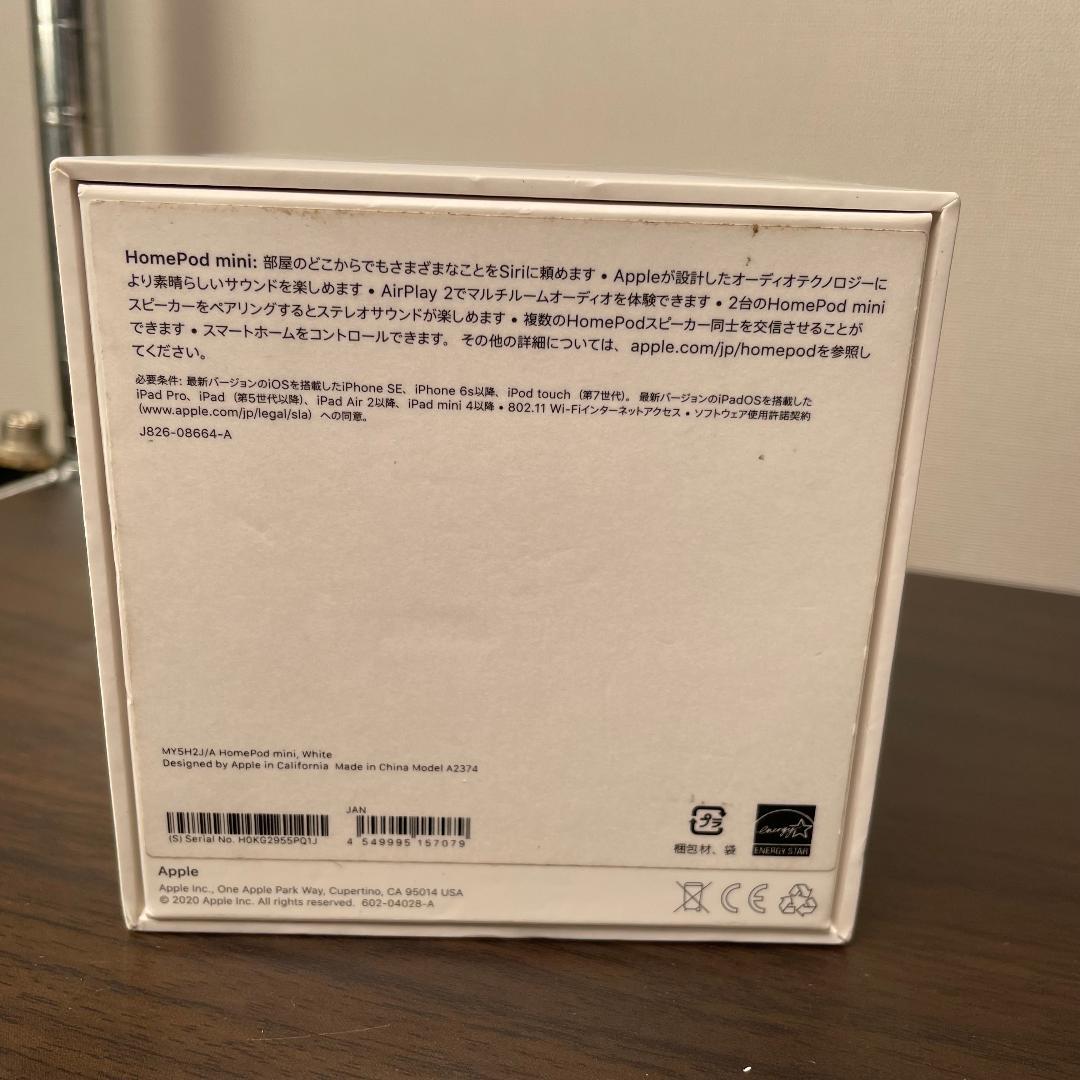 HomePod mini: 部屋のどこからでもさまざまなことをSiriに頼めます • Appleが設計したオーディオテクノロジーに
より素晴らしいサウンドを楽しめます • AirPlay 2でマルチルームオーディオを体験できます • 2台のHomePod mini
スピーカーをペアリングするとステレオサウンドが楽しめます • 複数のHomePodスピーカー同士を交信させることが
できます • スマートホームをコントロールできます。 その他の詳細については、apple.com/jp/homepodを参照し
てください。
必要条件: 最新バージョンのiOSを搭載したiPhone SE、iPhone 6s以降、iPod touch（第7世代）。 最新バージョンのiPadOSを搭載した
iPad Pro、iPad（第5世代以降）、iPad Air 2以降、iPad mini 4以降 • 802.11 Wi-Fiインターネットアクセス • ソフトウェア使用許諾契約
(www.apple.com/jp/legal/sla) への同意。
J826-08664-A
MY5H2J/A HomePod mini, White
Designed by Apple in California Made in China Model A2374
JAN
(S) Serial No. H0KG2955PQ1J
4 549995 157079
プラ
梱包材、袋
energy
ENERGY STAR
Apple
Apple Inc., One Apple Park Way, Cupertino, CA 95014 USA
© 2020 Apple Inc. All rights reserved. 602-04028-A
CE